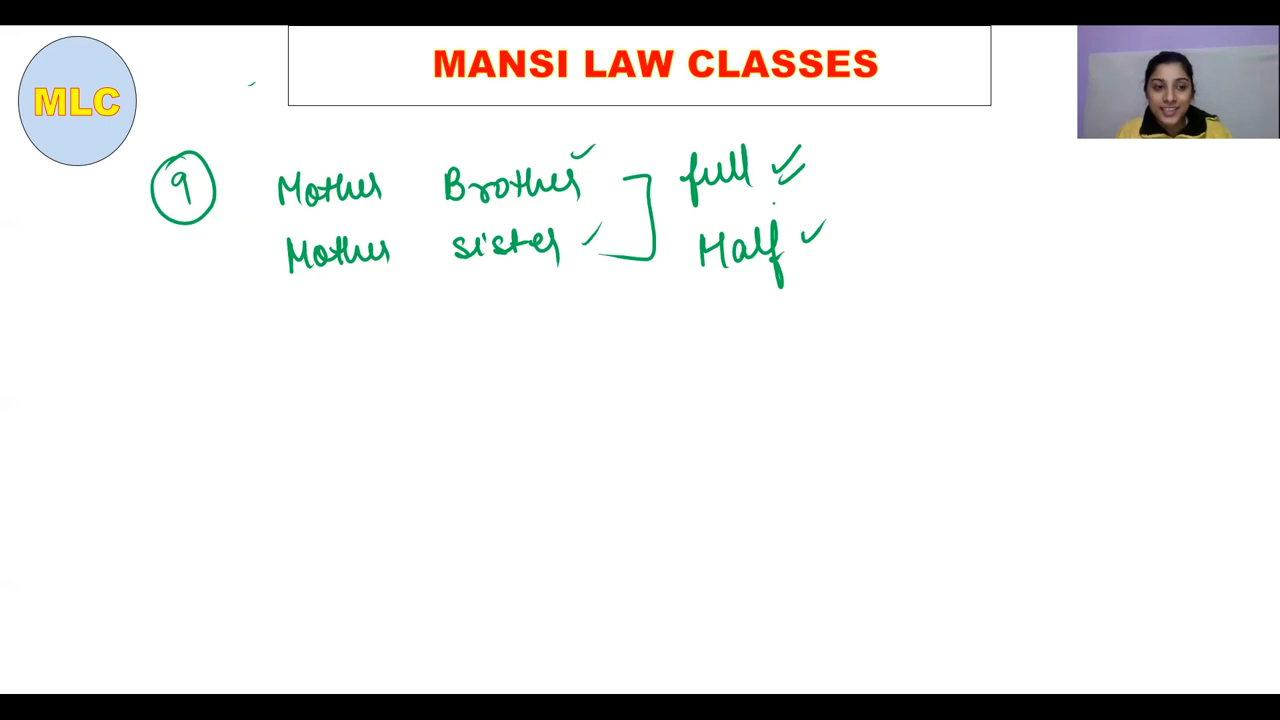 MLC
MANSI LAW CLASSES
9 Mother Brother full
Mother sister Half